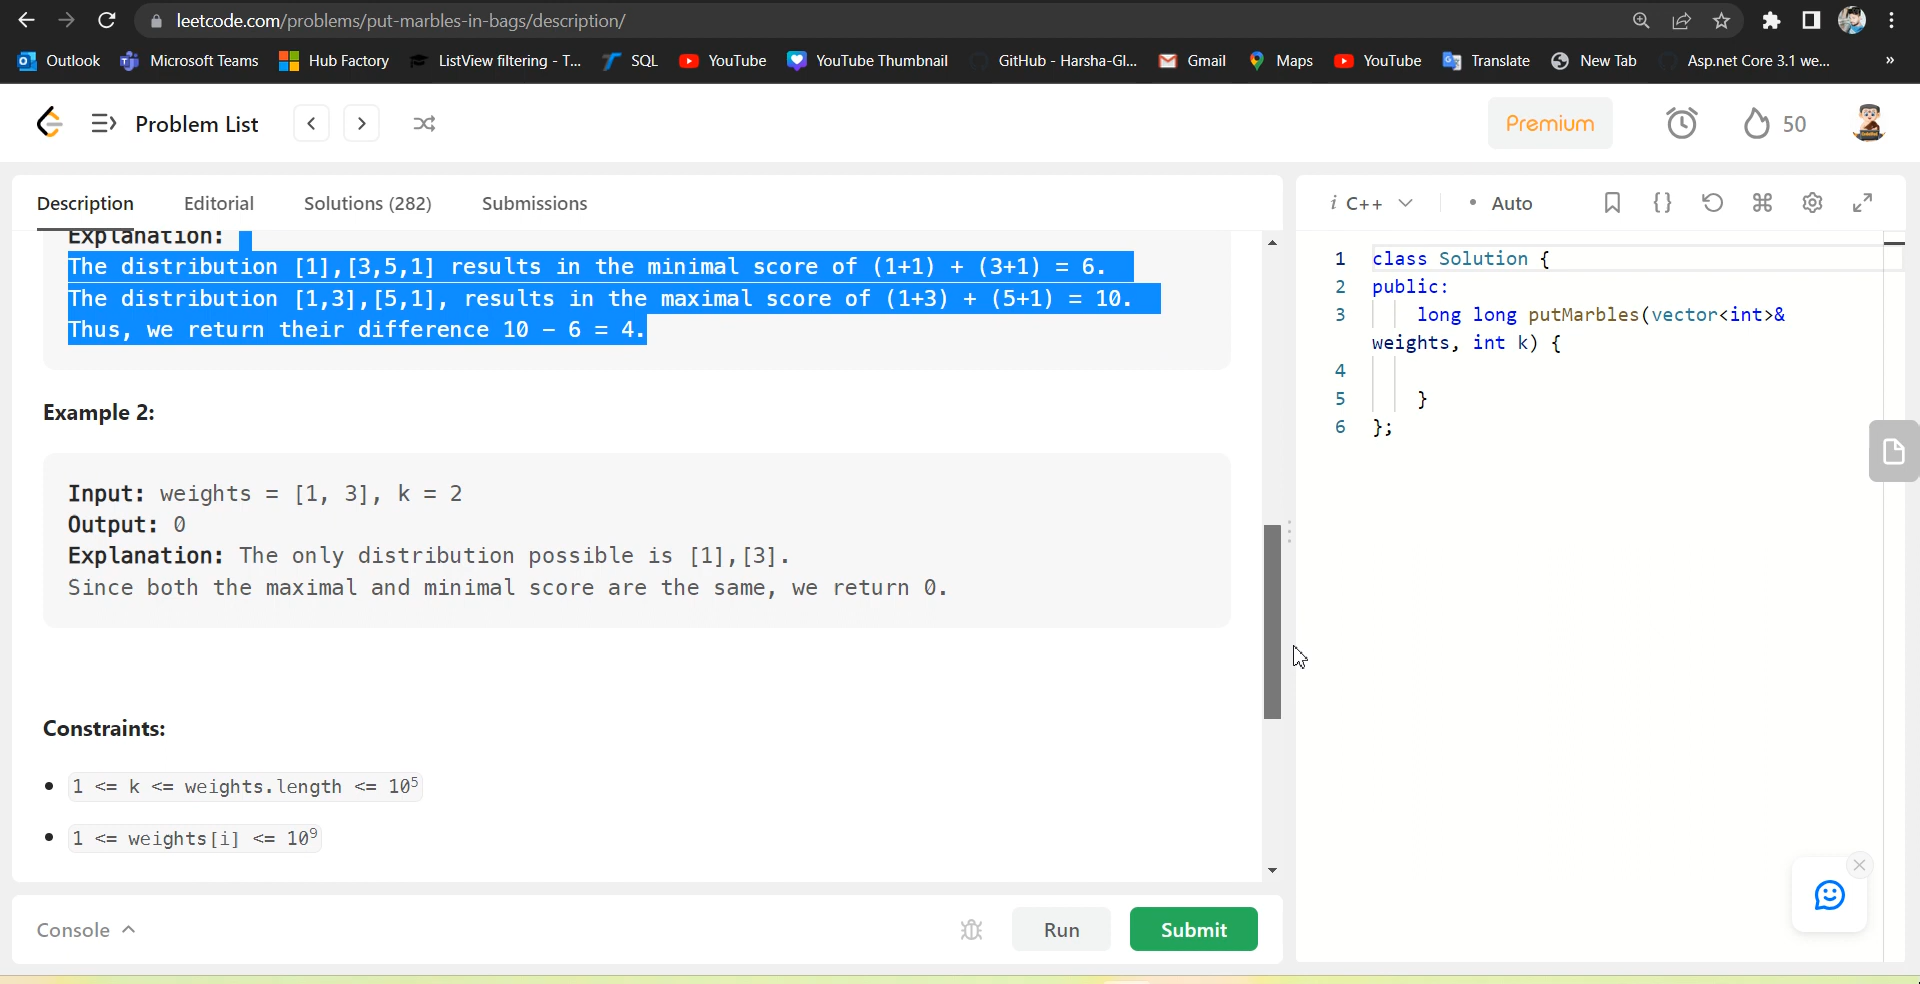 leetcode.com/problems/put-marbles-in-bags/description/
Outlook
Microsoft Teams
Hub Factory
ListView filtering - T...
SQL
YouTube
YouTube Thumbnail
GitHub - Harsha-Gl...
Gmail
Maps
YouTube
Translate
New Tab
Asp.net Core 3.1 we...
»
Problem List
Premium
50
Description
Editorial
Solutions (282)
Submissions
Explanation:
The distribution [1],[3,5,1] results in the minimal score of (1+1) + (3+1) = 6.
The distribution [1,3],[5,1], results in the maximal score of (1+3) + (5+1) = 10.
Thus, we return their difference 10 - 6 = 4.
Example 2:
Input: weights = [1, 3], k = 2
Output: 0
Explanation: The only distribution possible is [1],[3].
Since both the maximal and minimal score are the same, we return 0.
Constraints:
• 1 <= k <= weights.length <= 10⁵
• 1 <= weights[i] <= 10⁹
Console
Run
Submit
i C++
• Auto
{}
1 class Solution {
2 public:
3 long long putMarbles(vector<int>&
weights, int k) {
4
5 }
6 };